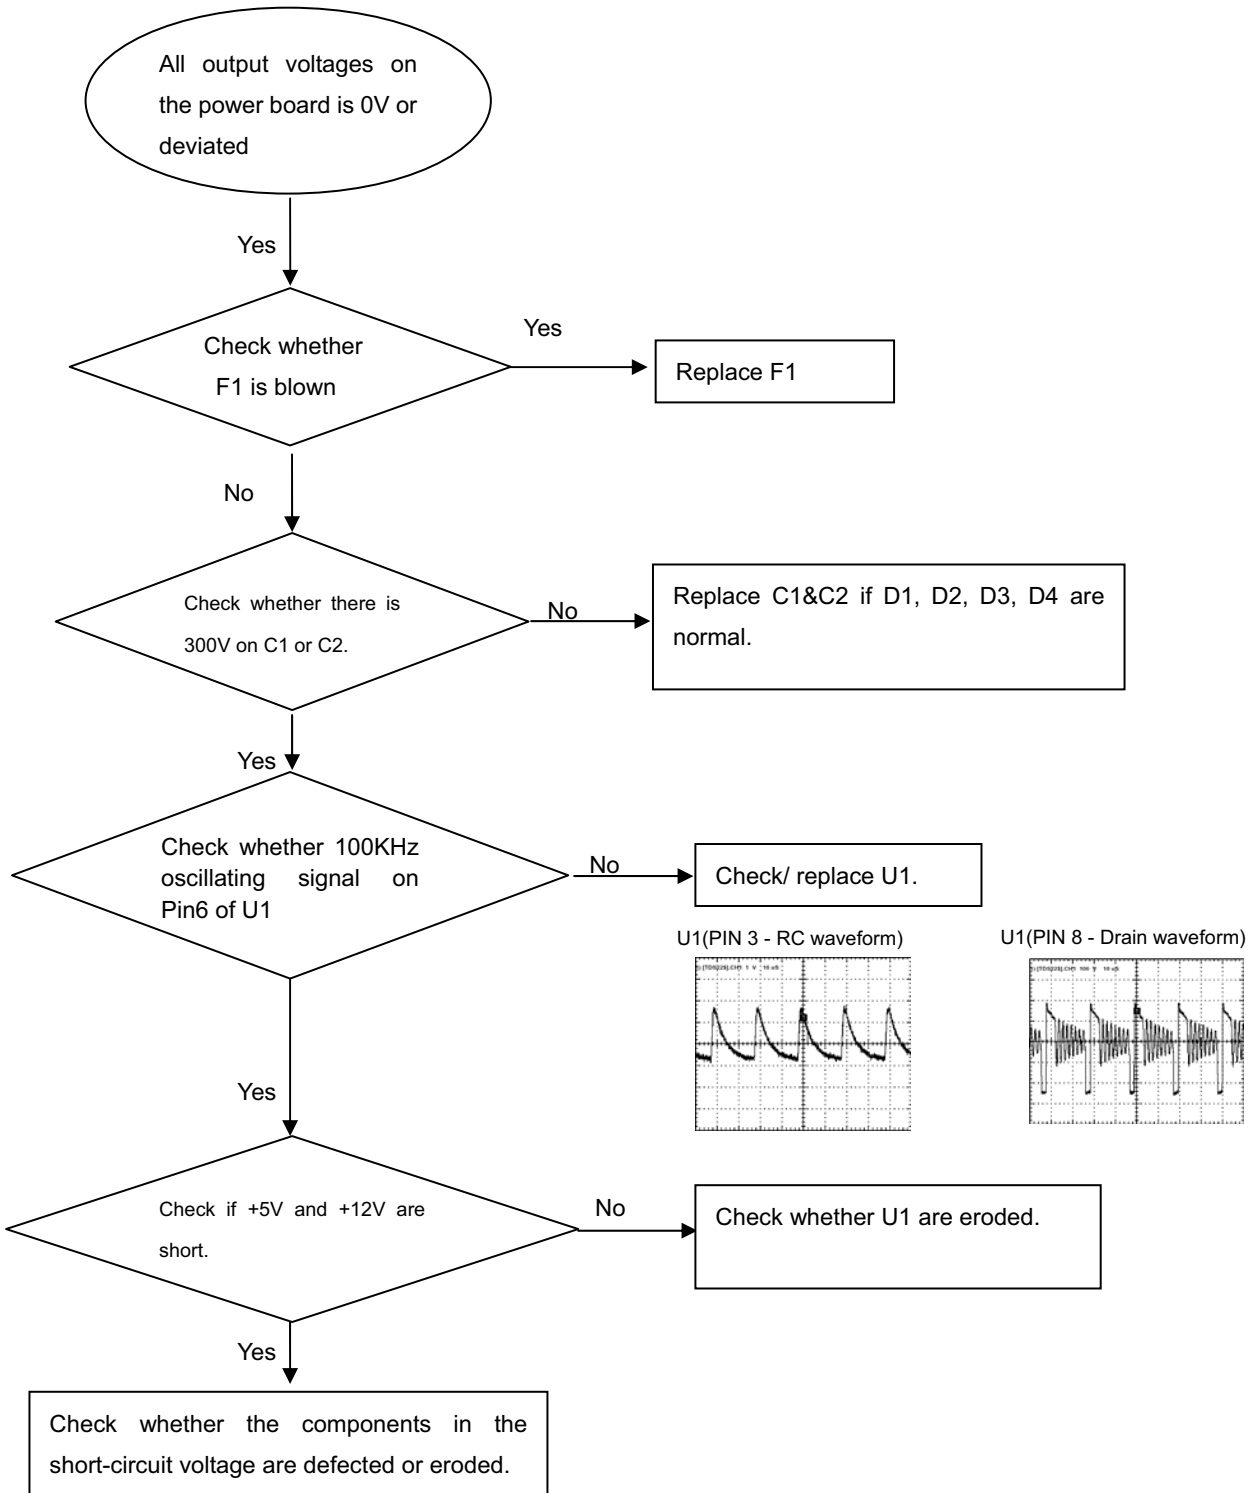 All output voltages on
the power board is 0V or
deviated
Yes
Check whether
F1 is blown
Yes
Replace F1
No
Check whether there is
300V on C1 or C2.
No
Replace C1&C2 if D1, D2, D3, D4 are
normal.
Yes
Check whether 100KHz
oscillating signal on
Pin6 of U1
No
Check/ replace U1.
U1(PIN 3 - RC waveform)
U1(PIN 8 - Drain waveform)
Yes
Check if +5V and +12V are
short.
No
Check whether U1 are eroded.
Yes
Check whether the components in the
short-circuit voltage are defected or eroded.